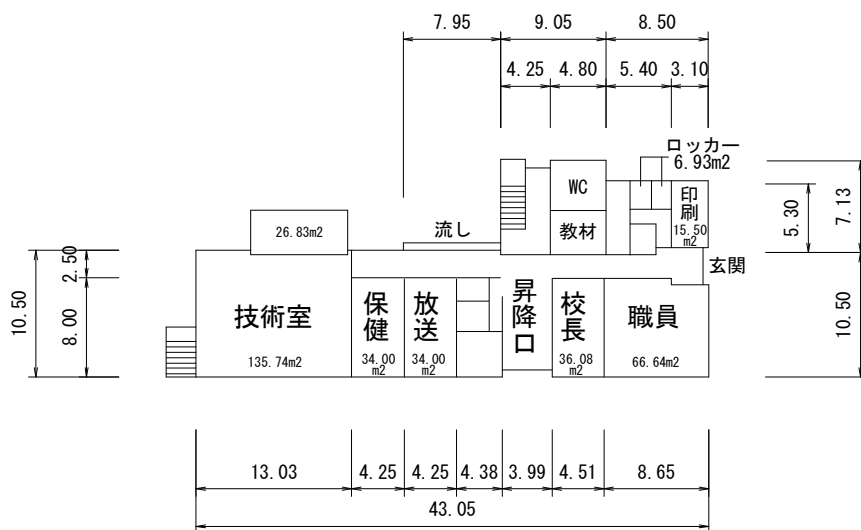 7.95 9.05 8.50
4.25 4.80 5.40 3.10
ロッカー
6.93m2
WC
印刷
15.50
m2
教材
26.83m2
流し
玄関
5.30
7.13
10.50
2.50
8.00
10.50
技術室
135.74m2
保健
34.00
m2
放送
34.00
m2
昇降口
校長
36.08
m2
職員
66.64m2
13.03 4.25 4.25 4.38 3.99 4.51 8.65
43.05